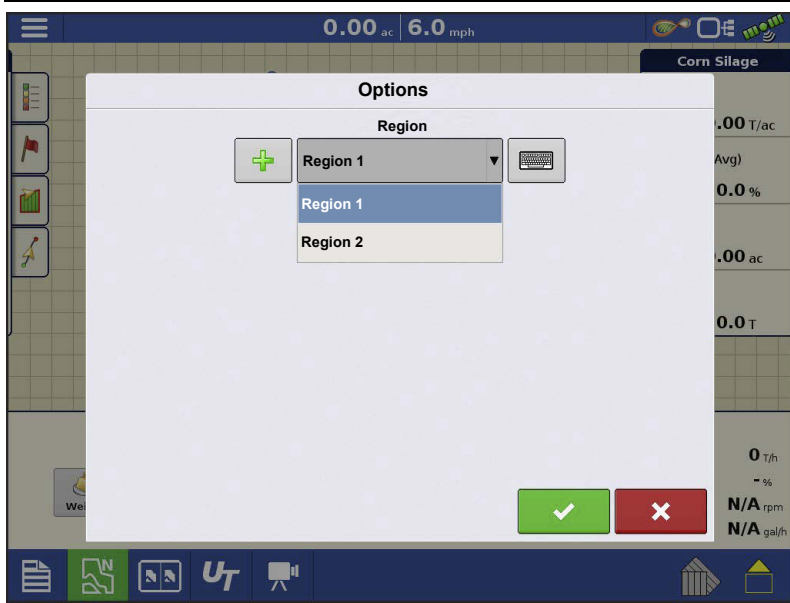 0.00 ac 6.0 mph
Corn Silage
Options
Region
Region 1
Region 1
Region 2
.00 T/ac
Avg)
0.0 %
.00 ac
0.0 T
0 T/h
- %
N/A rpm
N/A gal/h
Wei
N
UT